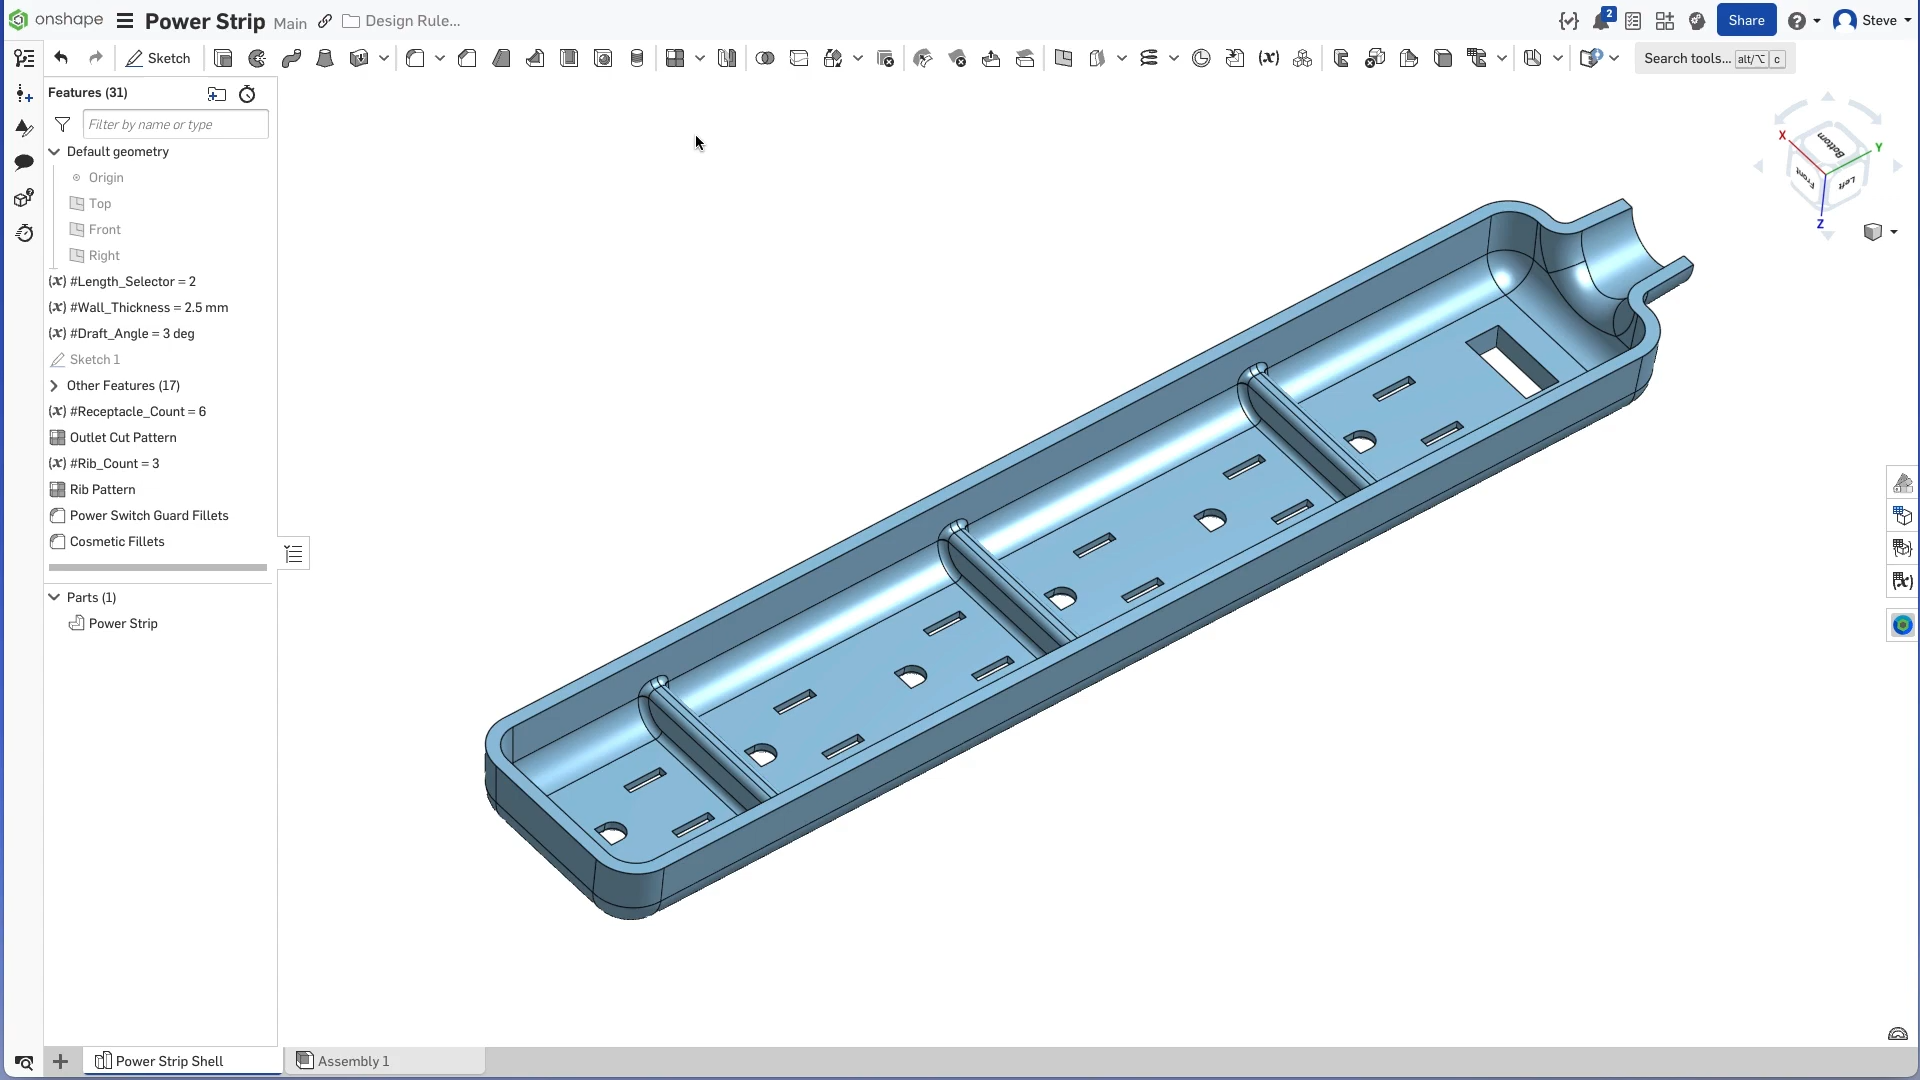 onshape Power Strip Main Design Rule... 2 Share Steve
Sketch (x) Search tools... alt/⌥ c
Features (31)
Filter by name or type
Default geometry
Origin
Top
Front
Right
(x) #Length_Selector = 2
(x) #Wall_Thickness = 2.5 mm
(x) #Draft_Angle = 3 deg
Sketch 1
Other Features (17)
(x) #Receptacle_Count = 6
Outlet Cut Pattern
(x) #Rib_Count = 3
Rib Pattern
Power Switch Guard Fillets
Cosmetic Fillets
Parts (1)
Power Strip
X
Y
Bottom
Front
Left
Z
(x)
Power Strip Shell
Assembly 1